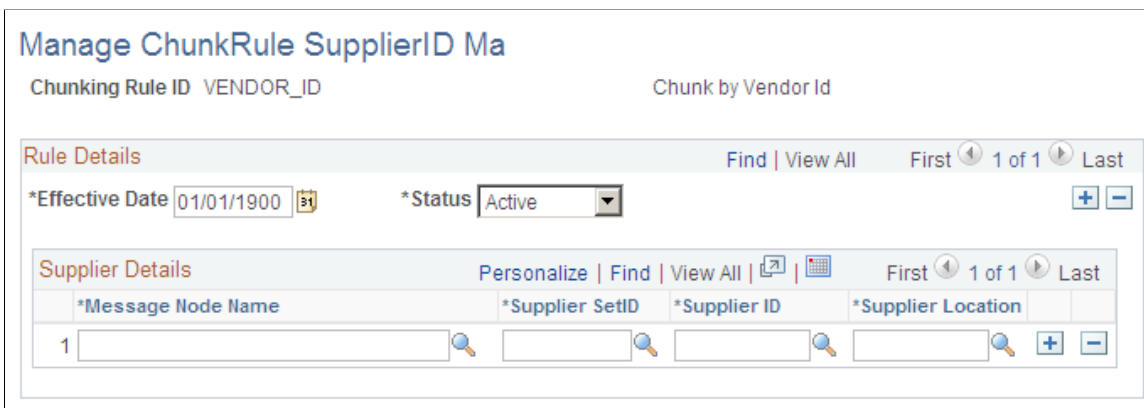 Manage ChunkRule SupplierID Ma
Chunking Rule ID VENDOR_ID Chunk by Vendor Id
Rule Details Find | View All First 1 of 1 Last
*Effective Date 01/01/1900 31 *Status Active
Supplier Details Personalize | Find | View All | | First 1 of 1 Last
*Message Node Name *Supplier SetID *Supplier ID *Supplier Location
1